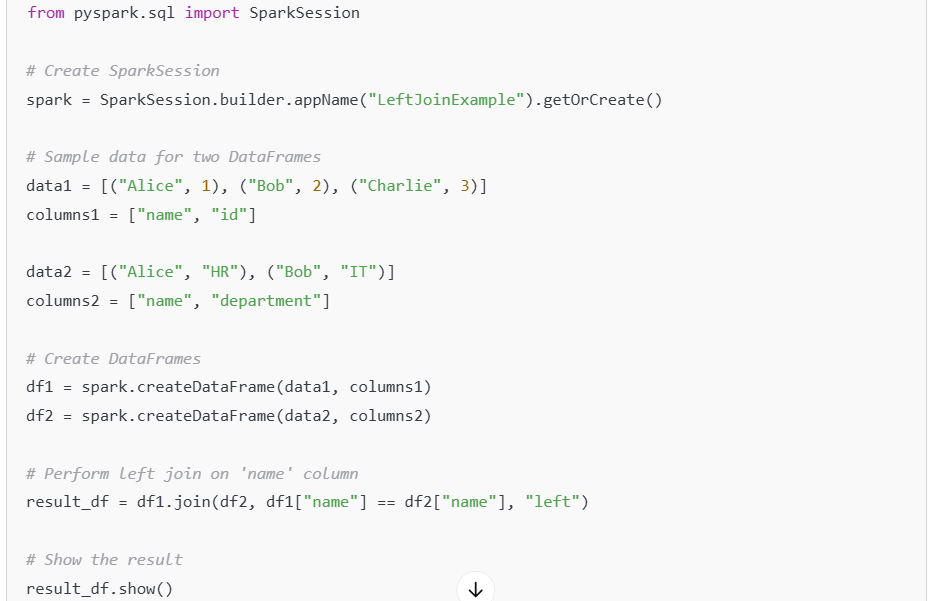 from pyspark.sql import SparkSession
# Create SparkSession
spark = SparkSession.builder.appName("LeftJoinExample").getOrCreate()
# Sample data for two DataFrames
data1 = [("Alice", 1), ("Bob", 2), ("Charlie", 3)]
columns1 = ["name", "id"]
data2 = [("Alice", "HR"), ("Bob", "IT")]
columns2 = ["name", "department"]
# Create DataFrames
df1 = spark.createDataFrame(data1, columns1)
df2 = spark.createDataFrame(data2, columns2)
# Perform left join on 'name' column
result_df = df1.join(df2, df1["name"] == df2["name"], "left")
# Show the result
result_df.show()